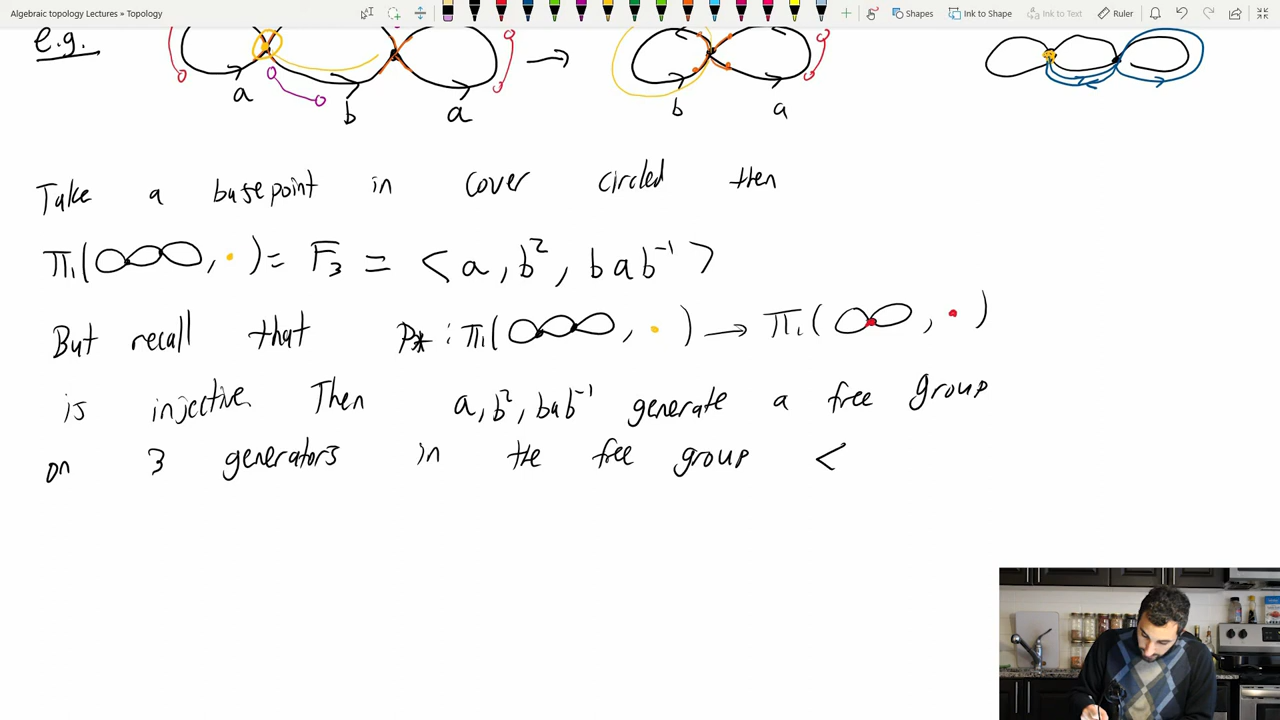 Algebraic topology Lectures » Topology
Shapes Ink to Shape Ink to Text Ruler
e.g.
a b a → b a
Take a basepoint in cover circled then
π₁( , · ) = F₃ = < a , b² , bab⁻¹ >
But recall that P* : π₁( , · ) → π₁( , · )
is injective. Then a, b², bab⁻¹ generate a free group
on 3 generators in the free group <